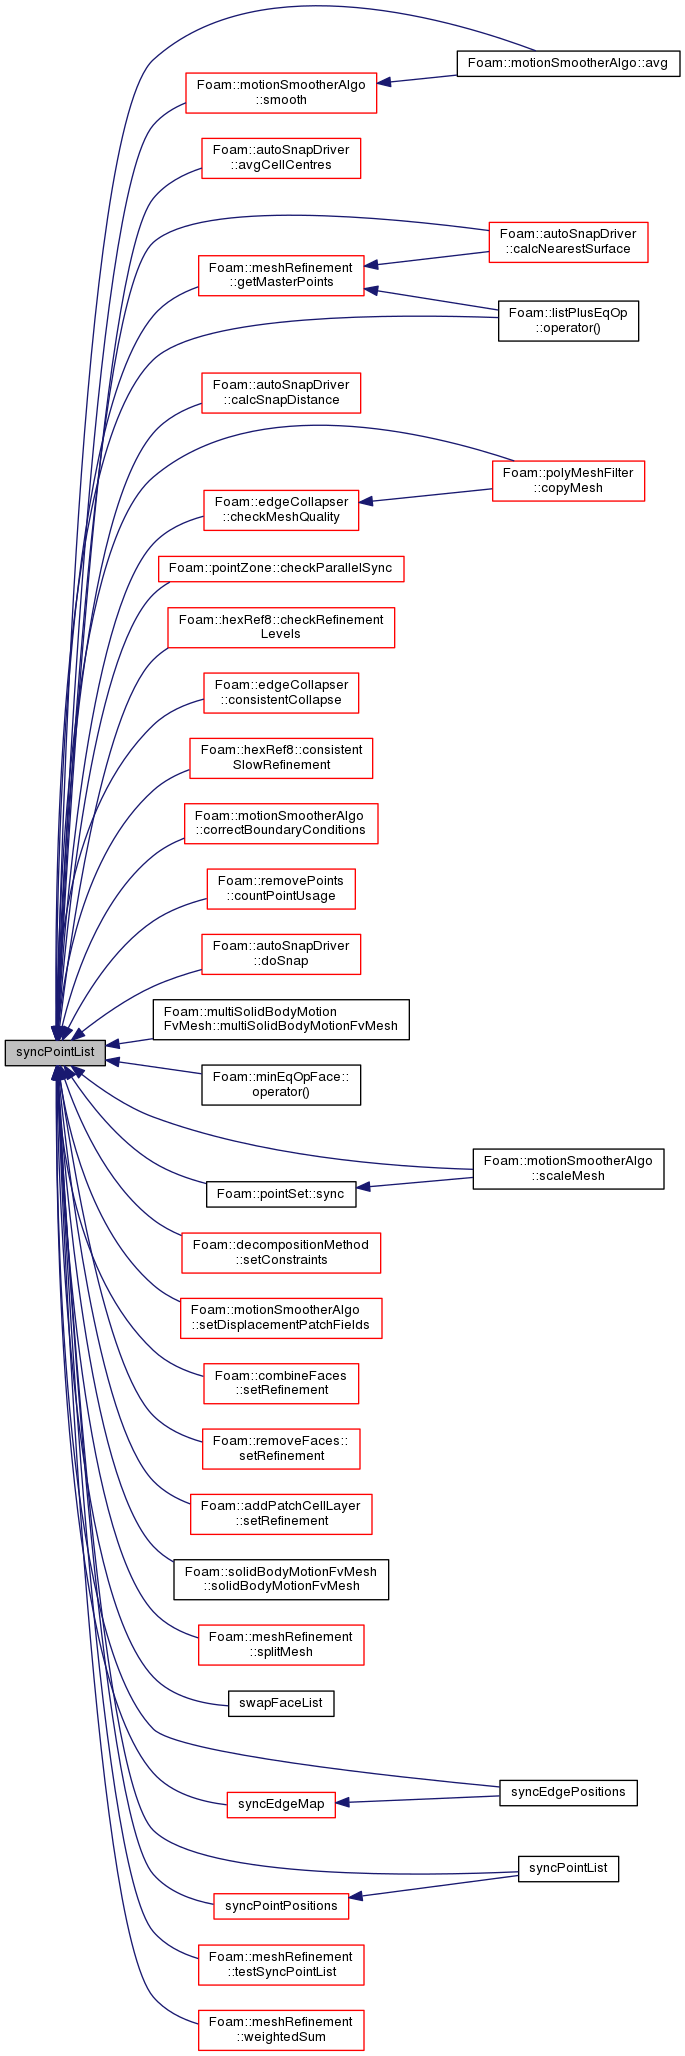 Foam::motionSmootherAlgo::avg
Foam::motionSmootherAlgo
::smooth
Foam::autoSnapDriver
::avgCellCentres
Foam::autoSnapDriver
::calcNearestSurface
Foam::meshRefinement
::getMasterPoints
Foam::listPlusEqOp
::operator()
Foam::autoSnapDriver
::calcSnapDistance
Foam::polyMeshFilter
::copyMesh
Foam::edgeCollapser
::checkMeshQuality
Foam::pointZone::checkParallelSync
Foam::hexRef8::checkRefinement
Levels
Foam::edgeCollapser
::consistentCollapse
Foam::hexRef8::consistent
SlowRefinement
Foam::motionSmootherAlgo
::correctBoundaryConditions
Foam::removePoints
::countPointUsage
Foam::autoSnapDriver
::doSnap
Foam::multiSolidBodyMotion
FvMesh::multiSolidBodyMotionFvMesh
syncPointList
Foam::minEqOpFace::
operator()
Foam::motionSmootherAlgo
::scaleMesh
Foam::pointSet::sync
Foam::decompositionMethod
::setConstraints
Foam::motionSmootherAlgo
::setDisplacementPatchFields
Foam::combineFaces
::setRefinement
Foam::removeFaces::
setRefinement
Foam::addPatchCellLayer
::setRefinement
Foam::solidBodyMotionFvMesh
::solidBodyMotionFvMesh
Foam::meshRefinement
::splitMesh
swapFaceList
syncEdgePositions
syncEdgeMap
syncPointList
syncPointPositions
Foam::meshRefinement
::testSyncPointList
Foam::meshRefinement
::weightedSum